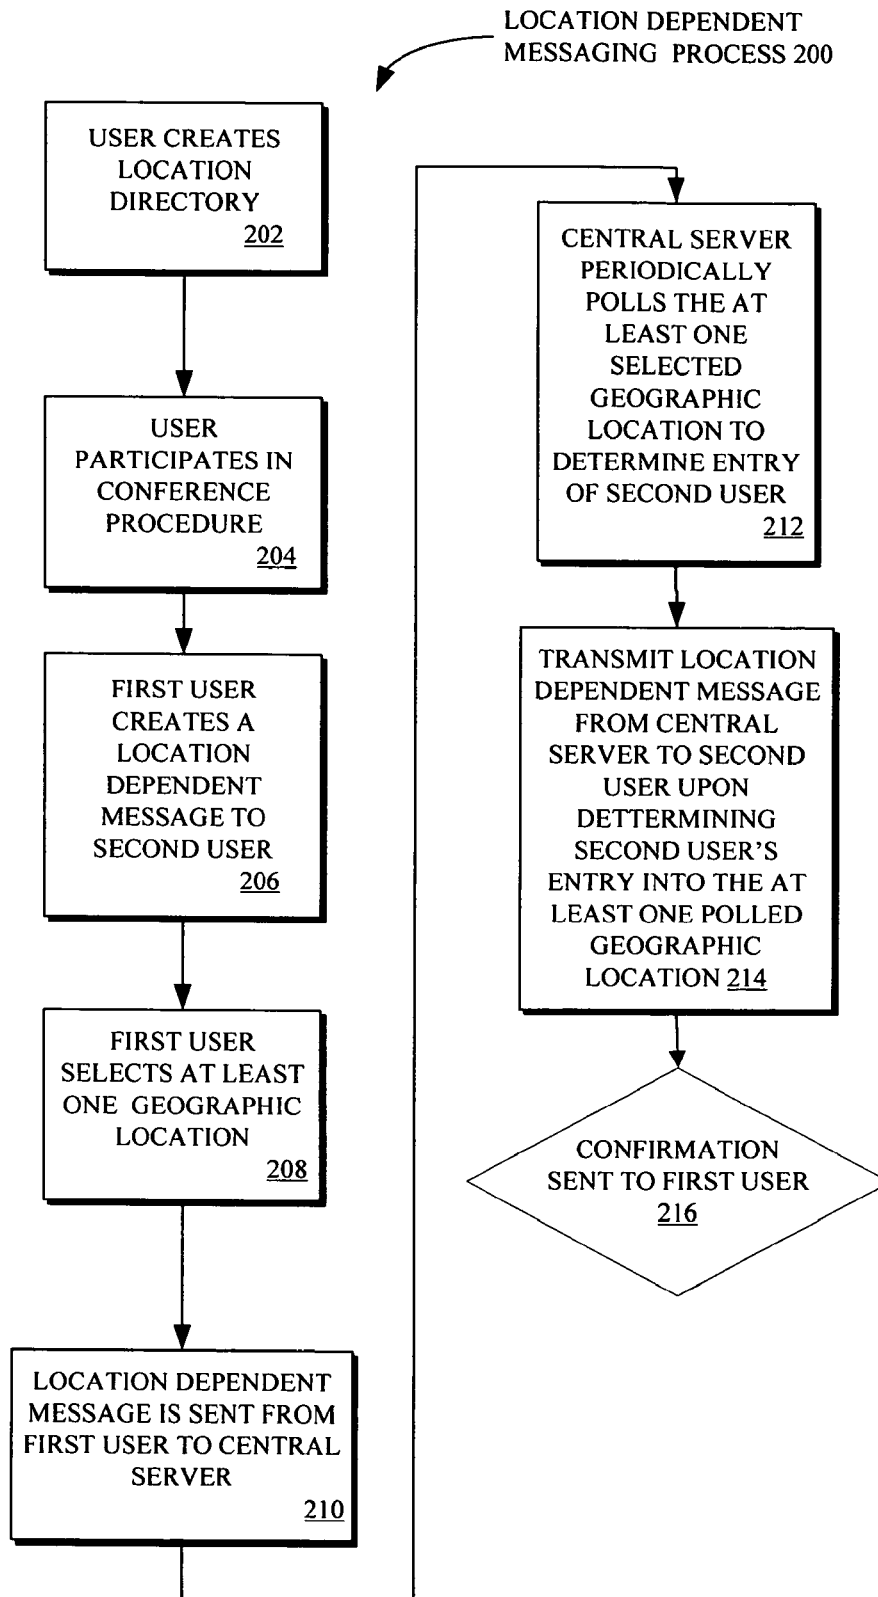 LOCATION DEPENDENT
MESSAGING PROCESS 200
USER CREATES
LOCATION
DIRECTORY
202
USER
PARTICIPATES IN
CONFERENCE
PROCEDURE
204
FIRST USER
CREATES A
LOCATION
DEPENDENT
MESSAGE TO
SECOND USER
206
FIRST USER
SELECTS AT LEAST
ONE GEOGRAPHIC
LOCATION
208
LOCATION DEPENDENT
MESSAGE IS SENT FROM
FIRST USER TO CENTRAL
SERVER
210
CENTRAL SERVER
PERIODICALLY
POLLS THE AT
LEAST ONE
SELECTED
GEOGRAPHIC
LOCATION TO
DETERMINE ENTRY
OF SECOND USER
212
TRANSMIT LOCATION
DEPENDENT MESSAGE
FROM CENTRAL
SERVER TO SECOND
USER UPON
DETTERMINING
SECOND USER'S
ENTRY INTO THE AT
LEAST ONE POLLED
GEOGRAPHIC
LOCATION 214
CONFIRMATION
SENT TO FIRST USER
216